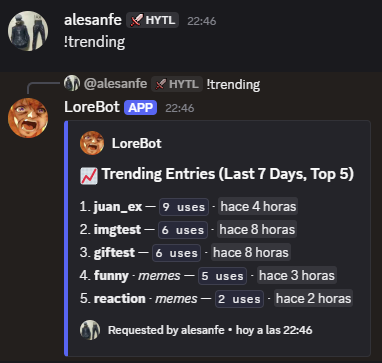 alesanfe HYTL 22:46
!trending
@alesanfe HYTL !trending
LoreBot APP 22:46
LoreBot
Trending Entries (Last 7 Days, Top 5)
1. juan_ex — 9 uses · hace 4 horas
2. imgtest — 6 uses · hace 8 horas
3. giftest — 6 uses · hace 8 horas
4. funny · memes — 5 uses · hace 3 horas
5. reaction · memes — 2 uses · hace 2 horas
Requested by alesanfe • hoy a las 22:46